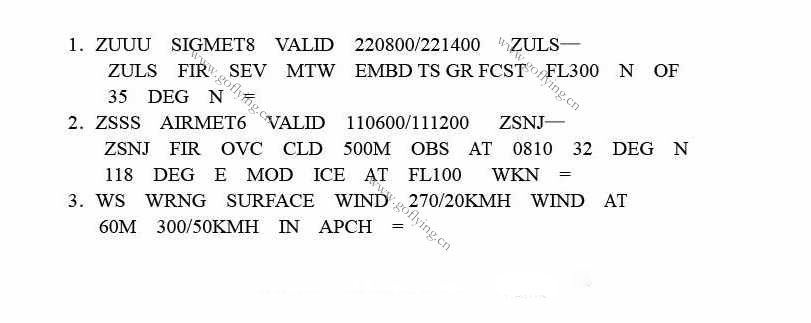 1. ZUUU SIGMET8 VALID 220800/221400 ZULS—
ZULS FIR SEV MTW EMBD TS GR FCST FL300 N OF
35 DEG N =
2. ZSSS AIRMET6 VALID 110600/111200 ZSNJ—
ZSNJ FIR OVC CLD 500M OBS AT 0810 32 DEG N
118 DEG E MOD ICE AT FL100 WKN =
3. WS WRNG SURFACE WIND 270/20KMH WIND AT
60M 300/50KMH IN APCH =
www.goflying.cn
www.goflying.cn
www.goflying.cn